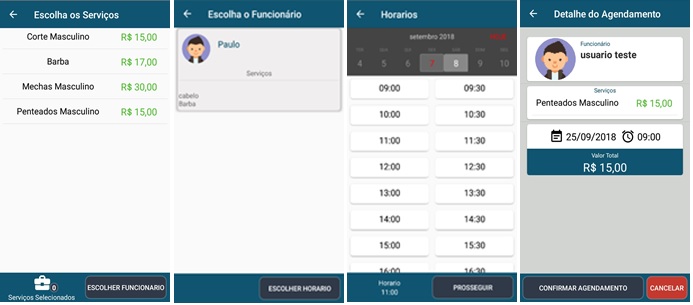 Escolha os Serviços
Corte Masculino R$ 15,00
Barba R$ 17,00
Mechas Masculino R$ 30,00
Penteados Masculino R$ 15,00
0
Serviços Selecionados
ESCOLHER FUNCIONARIO
Escolha o Funcionário
Paulo
Serviços
cabelo
Barba
ESCOLHER HORARIO
Horarios
setembro 2018
4 5 6 7 8 9 10
09:00 09:30
10:00 10:30
11:00 11:30
12:00 12:30
13:00 13:30
14:00 14:30
15:00 15:30
16:00 16:30
Horario
11:00
PROSSEGUIR
Detalhe do Agendamento
Funcionário
usuario teste
Serviços
Penteados Masculino R$ 15,00
25/09/2018 09:00
Valor Total
R$ 15,00
CONFIRMAR AGENDAMENTO
CANCELAR